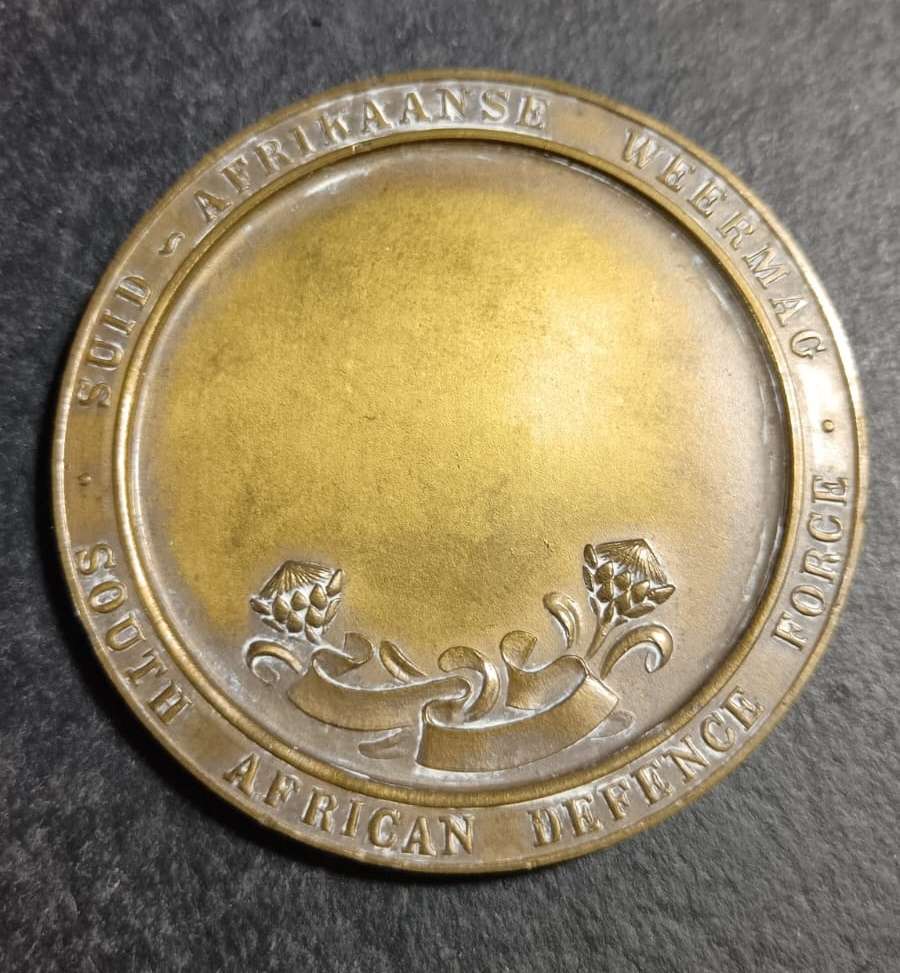 SUID ~ AFRIKAANSE WEERMAG
SOUTH AFRICAN DEFENCE FORCE